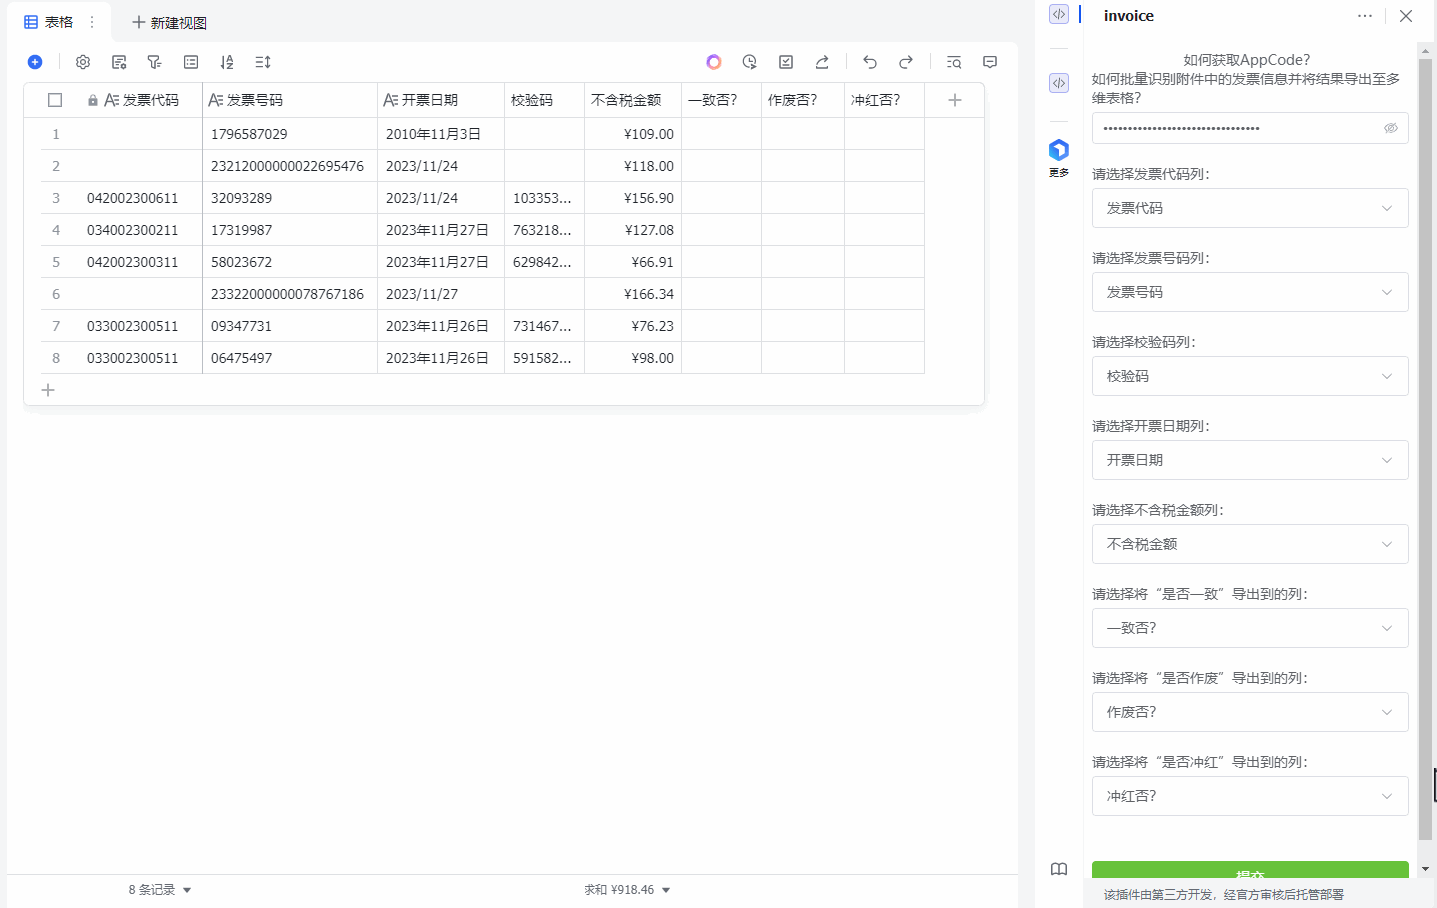 表格
新建视图
发票代码 发票号码 开票日期 校验码 不含税金额 一致否? 作废否? 冲红否?
1 1796587029 2010年11月3日 ¥109.00
2 23212000000022695476 2023/11/24 ¥118.00
3 042002300611 32093289 2023/11/24 103353... ¥156.90
4 034002300211 17319987 2023年11月27日 763218... ¥127.08
5 042002300311 58023672 2023年11月27日 629842... ¥66.91
6 23322000000078767186 2023/11/27 ¥166.34
7 033002300511 09347731 2023年11月26日 731467... ¥76.23
8 033002300511 06475497 2023年11月26日 591582... ¥98.00
8 条记录
求和 ¥918.46
更多
invoice
如何获取AppCode?
如何批量识别附件中的发票信息并将结果导出至多
维表格?
请选择发票代码列:
发票代码
请选择发票号码列:
发票号码
请选择校验码列:
校验码
请选择开票日期列:
开票日期
请选择不含税金额列:
不含税金额
请选择将“是否一致”导出到的列:
一致否?
请选择将“是否作废”导出到的列:
作废否?
请选择将“是否冲红”导出到的列:
冲红否?
提交
该插件由第三方开发，经官方审核后托管部署